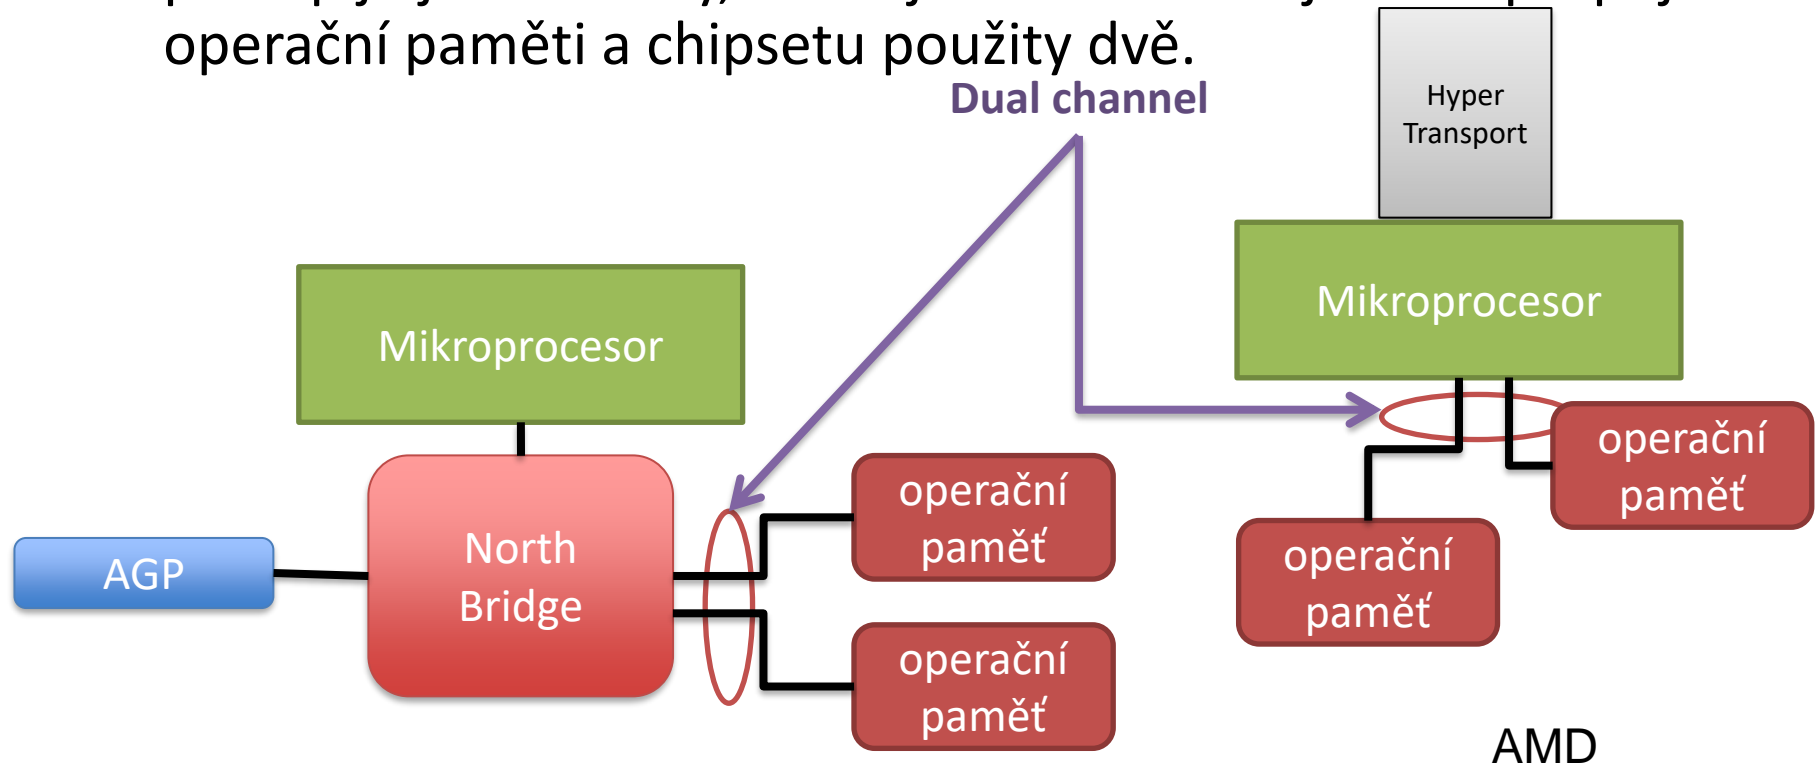 operační paměti a chipsetu použity dvě.
Dual channel
Hyper
Transport
Mikroprocesor
Mikroprocesor
operační
paměť
operační
paměť
North
Bridge
AGP
operační
paměť
operační
paměť
AMD